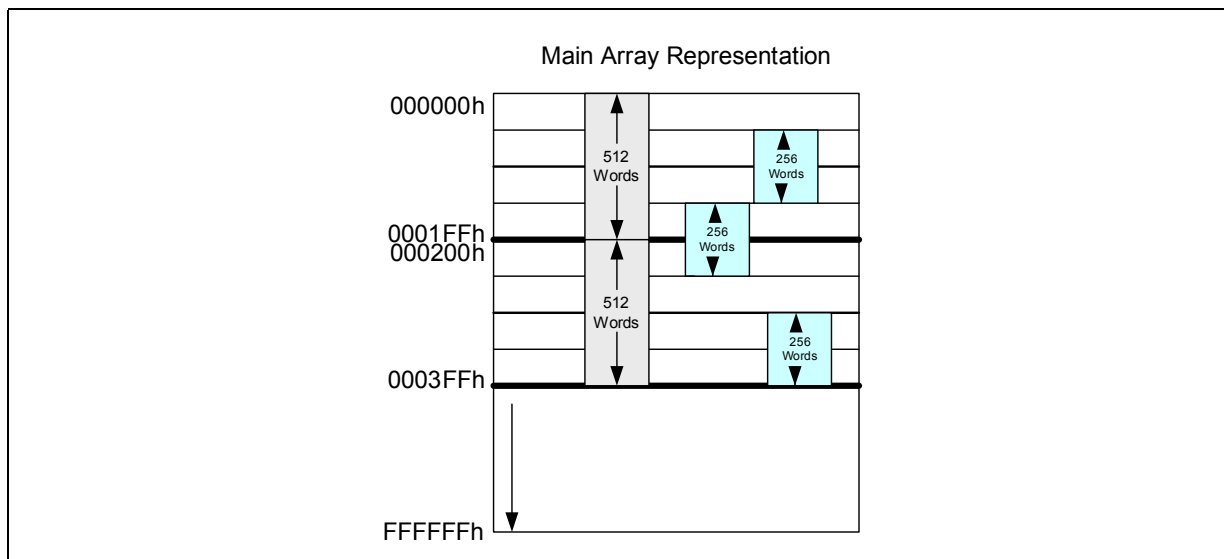 Main Array Representation
000000h
512
Words
256
Words
0001FFh
000200h
256
Words
512
Words
256
Words
0003FFh
FFFFFFh